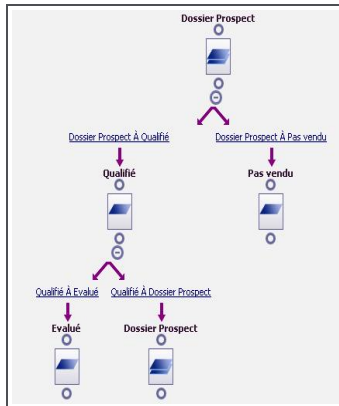 Dossier Prospect
Dossier Prospect À Qualifié
Dossier Prospect À Pas vendu
Qualifié
Pas vendu
Qualifié À Evalué
Qualifié À Dossier Prospect
Evalué
Dossier Prospect